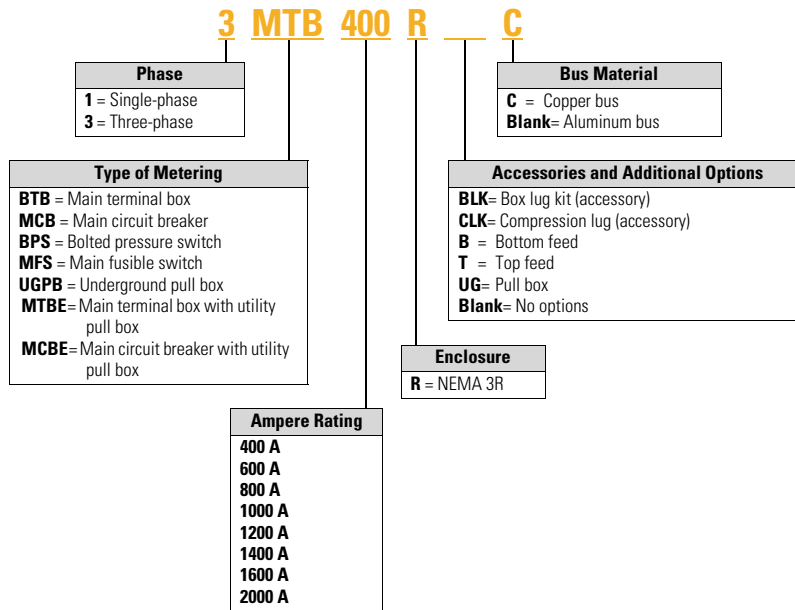 3 MTB 400 R __ C
Phase
1 = Single-phase
3 = Three-phase
Bus Material
C = Copper bus
Blank= Aluminum bus
Type of Metering
BTB = Main terminal box
MCB = Main circuit breaker
BPS = Bolted pressure switch
MFS = Main fusible switch
UGPB = Underground pull box
MTBE= Main terminal box with utility
pull box
MCBE= Main circuit breaker with utility
pull box
Accessories and Additional Options
BLK= Box lug kit (accessory)
CLK= Compression lug (accessory)
B = Bottom feed
T = Top feed
UG= Pull box
Blank= No options
Enclosure
R = NEMA 3R
Ampere Rating
400 A
600 A
800 A
1000 A
1200 A
1400 A
1600 A
2000 A